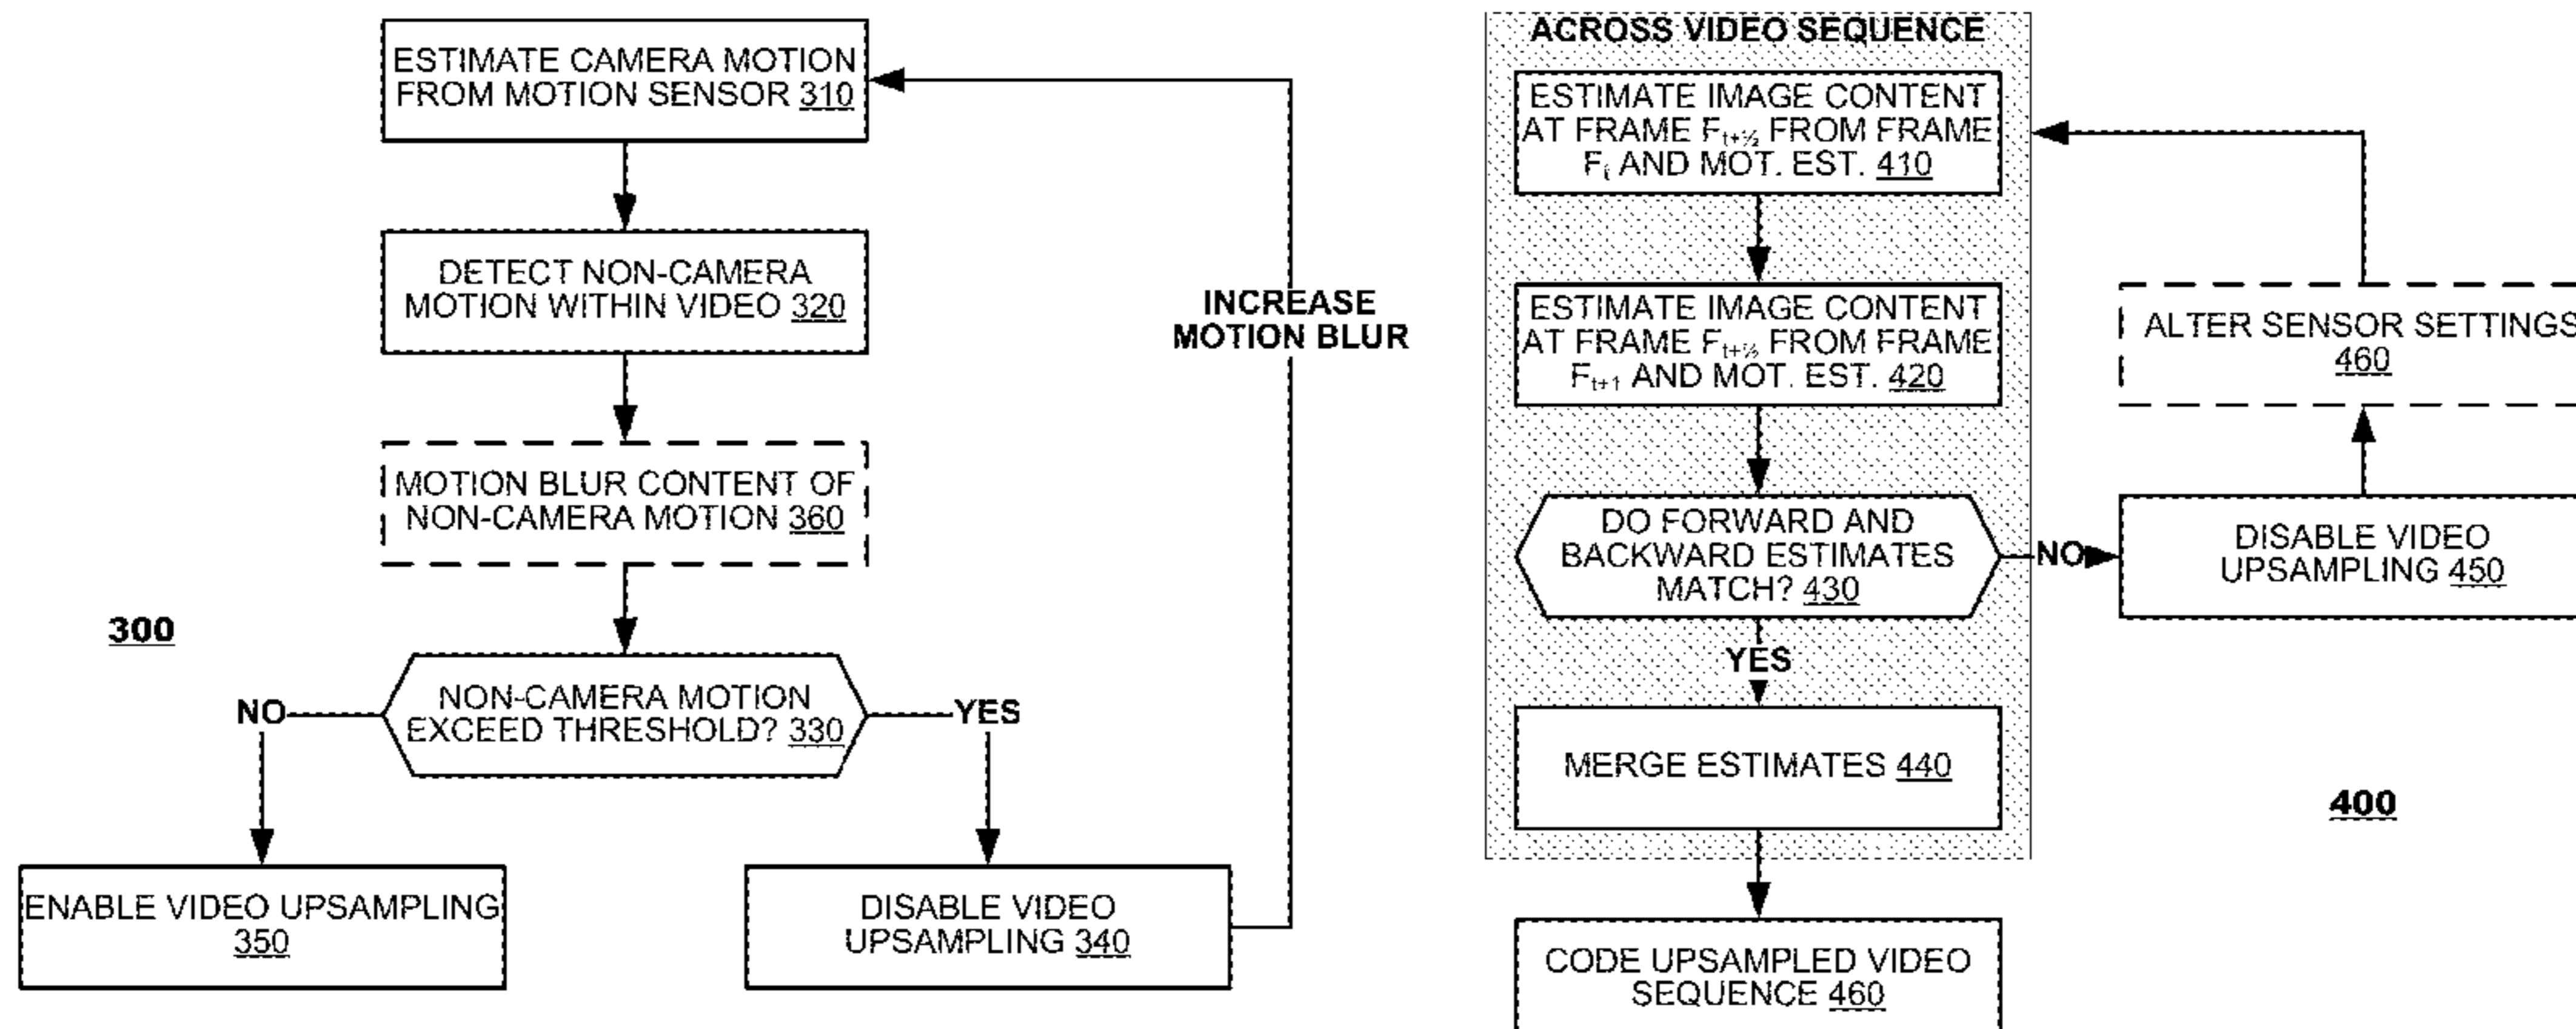 ESTIMATE CAMERA MOTION
FROM MOTION SENSOR 310
DETECT NON-CAMERA
MOTION WITHIN VIDEO 320
MOTION BLUR CONTENT OF
NON-CAMERA MOTION 360
INCREASE
MOTION BLUR
300
NON-CAMERA MOTION
EXCEED THRESHOLD? 330
NO
YES
ENABLE VIDEO UPSAMPLING
350
DISABLE VIDEO
UPSAMPLING 340
ACROSS VIDEO SEQUENCE
ESTIMATE IMAGE CONTENT
AT FRAME Ft+½ FROM FRAME
Ft AND MOT. EST. 410
ESTIMATE IMAGE CONTENT
AT FRAME Ft+½ FROM FRAME
Ft+1 AND MOT. EST. 420
DO FORWARD AND
BACKWARD ESTIMATES
MATCH? 430
NO
YES
MERGE ESTIMATES 440
CODE UPSAMPLED VIDEO
SEQUENCE 460
ALTER SENSOR SETTINGS
460
DISABLE VIDEO
UPSAMPLING 450
400